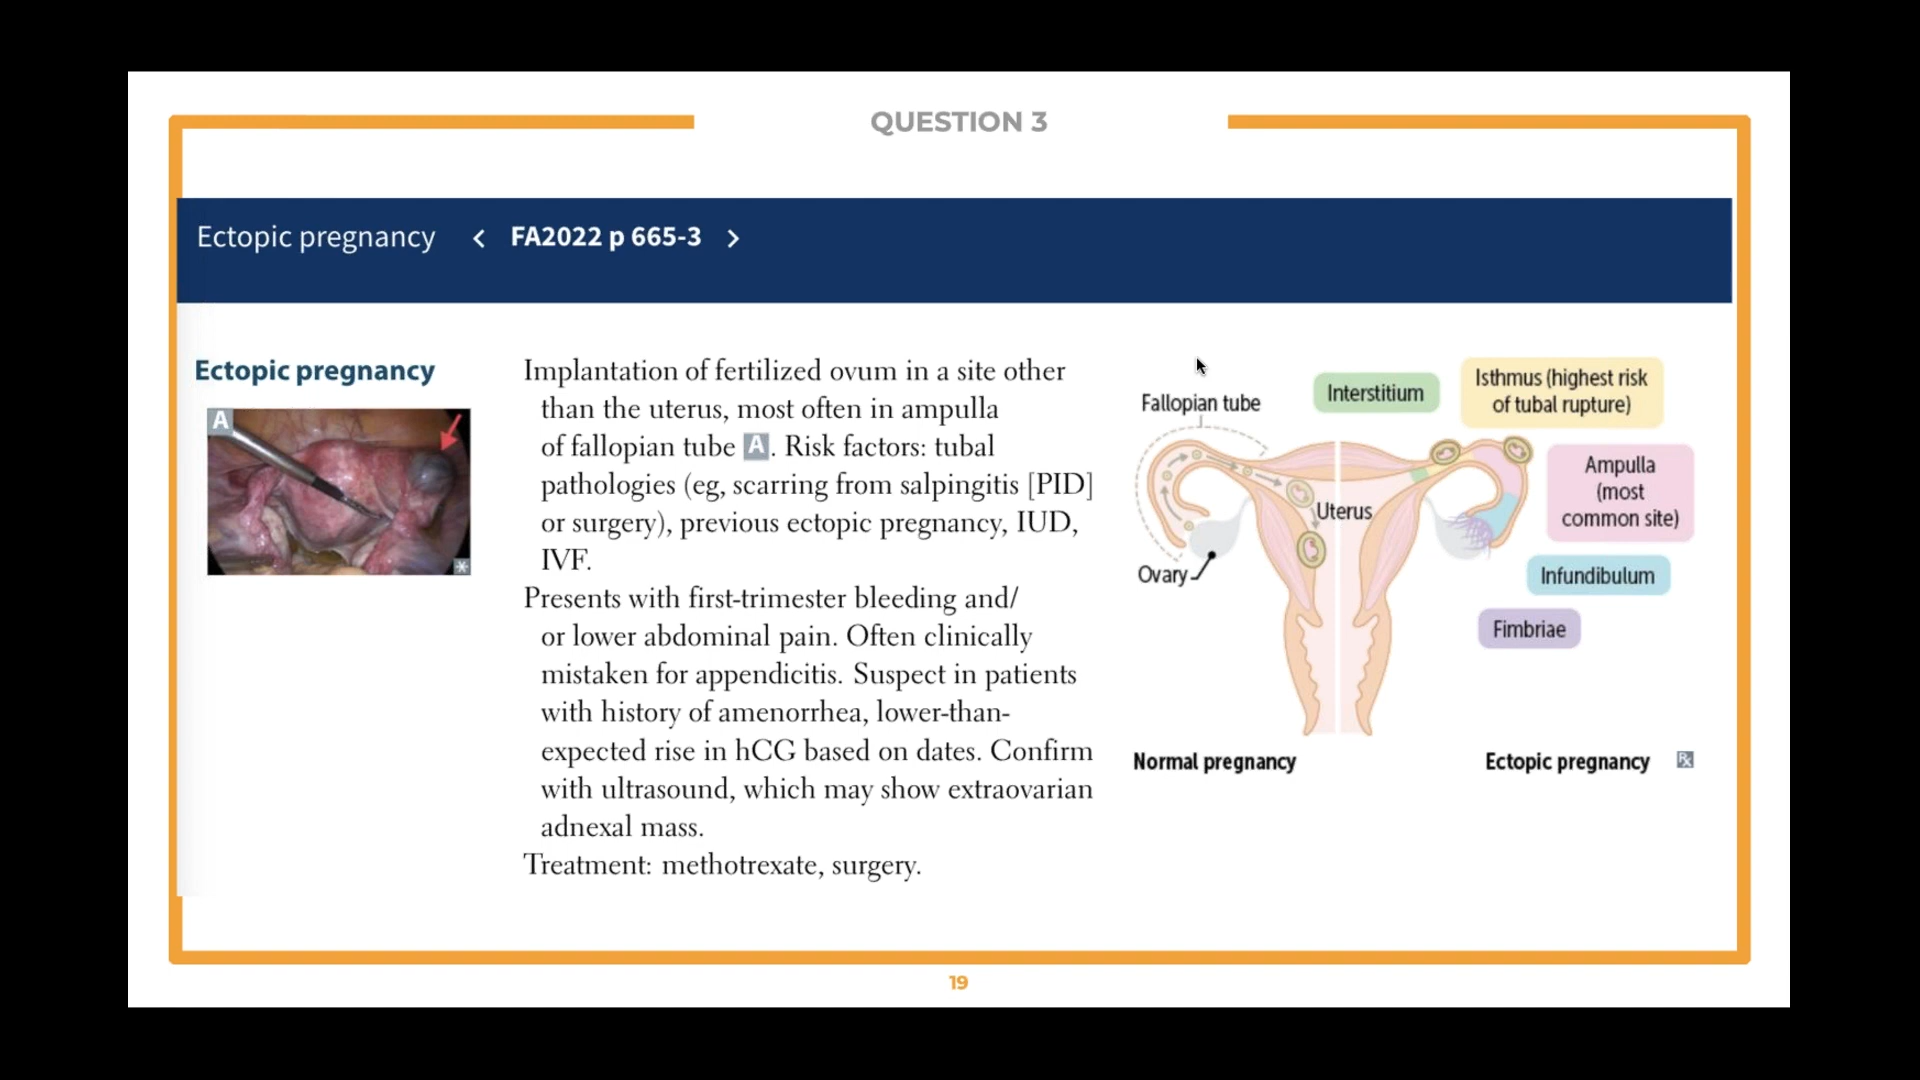 QUESTION 3
Ectopic pregnancy < FA2022 p 665-3 >
Ectopic pregnancy
A
Implantation of fertilized ovum in a site other
than the uterus, most often in ampulla
of fallopian tube A. Risk factors: tubal
pathologies (eg, scarring from salpingitis [PID]
or surgery), previous ectopic pregnancy, IUD,
IVF.
Presents with first-trimester bleeding and/
or lower abdominal pain. Often clinically
mistaken for appendicitis. Suspect in patients
with history of amenorrhea, lower-than-
expected rise in hCG based on dates. Confirm
with ultrasound, which may show extraovarian
adnexal mass.
Treatment: methotrexate, surgery.
Fallopian tube
Interstitium
Isthmus (highest risk
of tubal rupture)
Ampulla
(most
common site)
Uterus
Ovary
Infundibulum
Fimbriae
Normal pregnancy
Ectopic pregnancy ℞
19